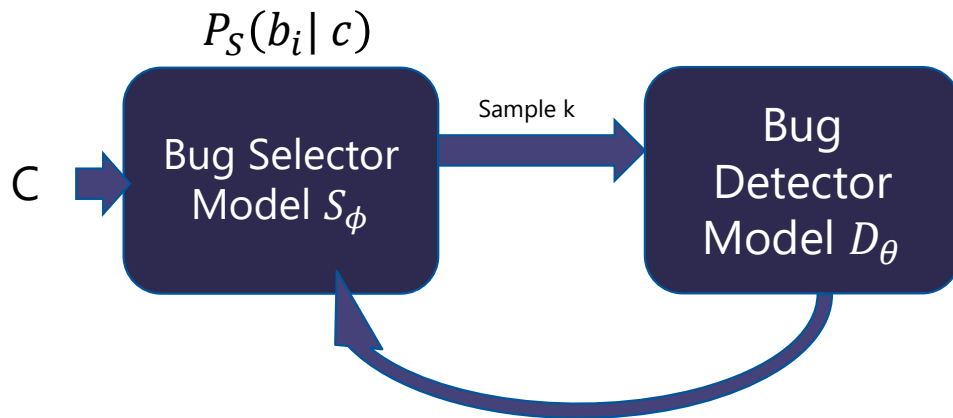 P_S(b_i| c)
C
Bug Selector
Model S_ϕ
Sample k
Bug
Detector
Model D_θ